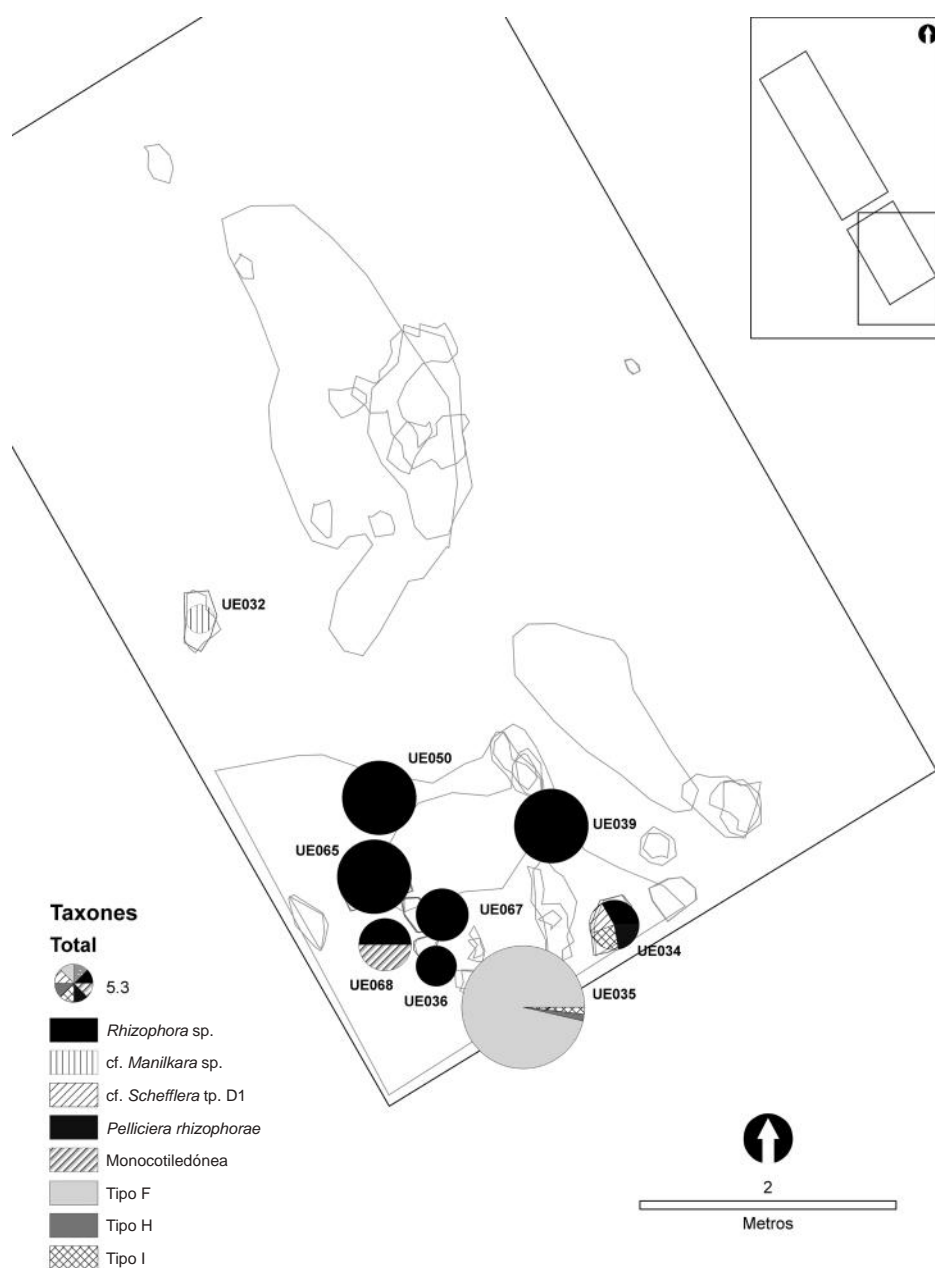 UE032
UE050
UE039
UE065
UE067
UE034
UE068
UE036
UE035
Taxones
Total
5.3
Rhizophora sp.
cf. Manilkara sp.
cf. Schefflera tp. D1
Pelliciera rhizophorae
Monocotiledónea
Tipo F
Tipo H
Tipo I
2
Metros